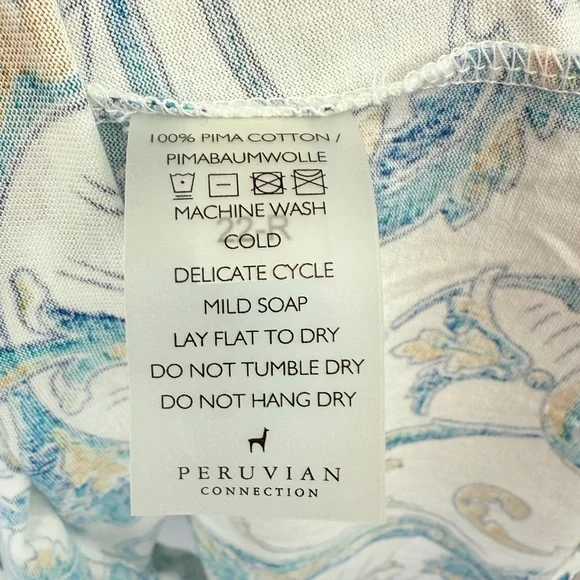 100% PIMA COTTON /
PIMABAUMWOLLE
MACHINE WASH
22-R
COLD
DELICATE CYCLE
MILD SOAP
LAY FLAT TO DRY
DO NOT TUMBLE DRY
DO NOT HANG DRY
PERUVIAN
CONNECTION